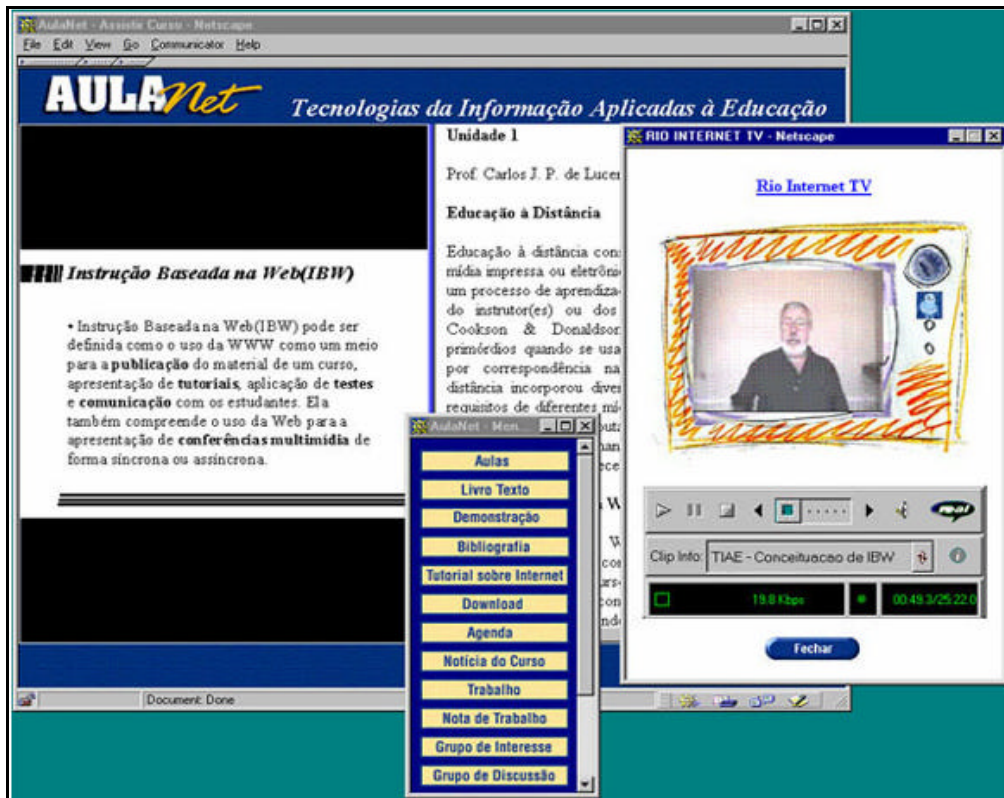 AulaNet - Assistir Curso - Netscape
File Edit View Go Communicator Help
AULANet
Tecnologias da Informação Aplicadas à Educação
Instrução Baseada na Web(IBW)
• Instrução Baseada na Web(IBW) pode ser
definida como o uso da WWW como um meio
para a publicação do material de um curso,
apresentação de tutoriais, aplicação de testes
e comunicação com os estudantes. Ela
também compreende o uso da Web para a
apresentação de conferências multimídia de
forma síncrona ou assíncrona.
Unidade 1
Prof. Carlos J. P. de Lucen
Educação à Distância
Educação à distância con
mídia impressa ou eletrôni
um processo de aprendiza
do instrutor(es) ou dos
Cookson & Donaldson
primórdios quando se usa
por correspondência na
distância incorporou diver
requisitos de diferentes mí
Document: Done
AulaNet - Men...
Aulas
Livro Texto
Demonstração
Bibliografia
Tutorial sobre Internet
Download
Agenda
Notícia do Curso
Trabalho
Nota de Trabalho
Grupo de Interesse
Grupo de Discussão
RIO INTERNET TV - Netscape
Rio Internet TV
real
Clip Info: TIAE - Conceituacao de IBW
19.8 Kbps 00:49.3/25:22.0
Fechar